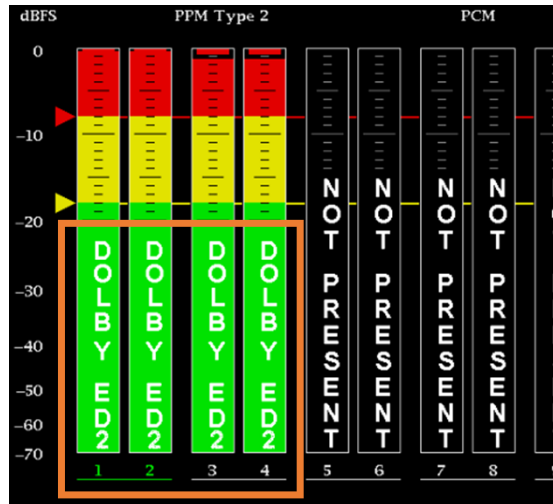 dBFS PPM Type 2 PCM
0
-10
-20
-30
-40
-50
-60
-70
DOLBY ED2
DOLBY ED2
DOLBY ED2
DOLBY ED2
NOT PRESENT
NOT PRESENT
NOT PRESENT
NOT PRESENT
1 2 3 4 5 6 7 8